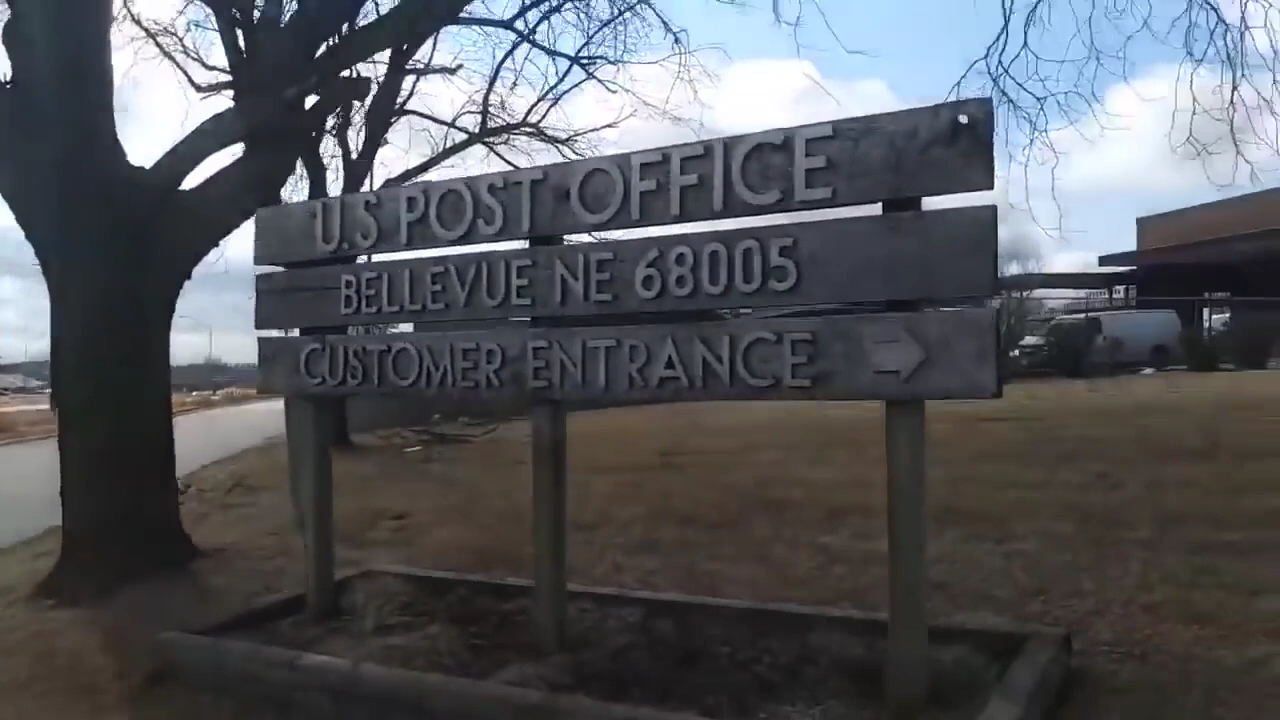 U.S POST OFFICE
BELLEVUE NE 68005
CUSTOMER ENTRANCE →